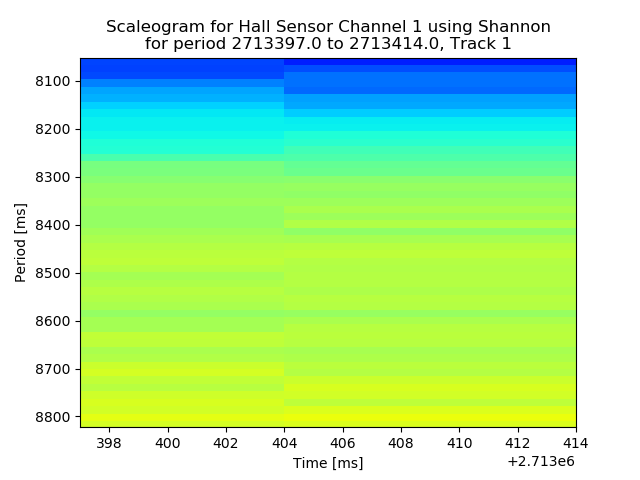 Scaleogram for Hall Sensor Channel 1 using Shannon
for period 2713397.0 to 2713414.0, Track 1
Period [ms]
8100
8200
8300
8400
8500
8600
8700
8800
398 400 402 404 406 408 410 412 414
Time [ms]
+2.713e6